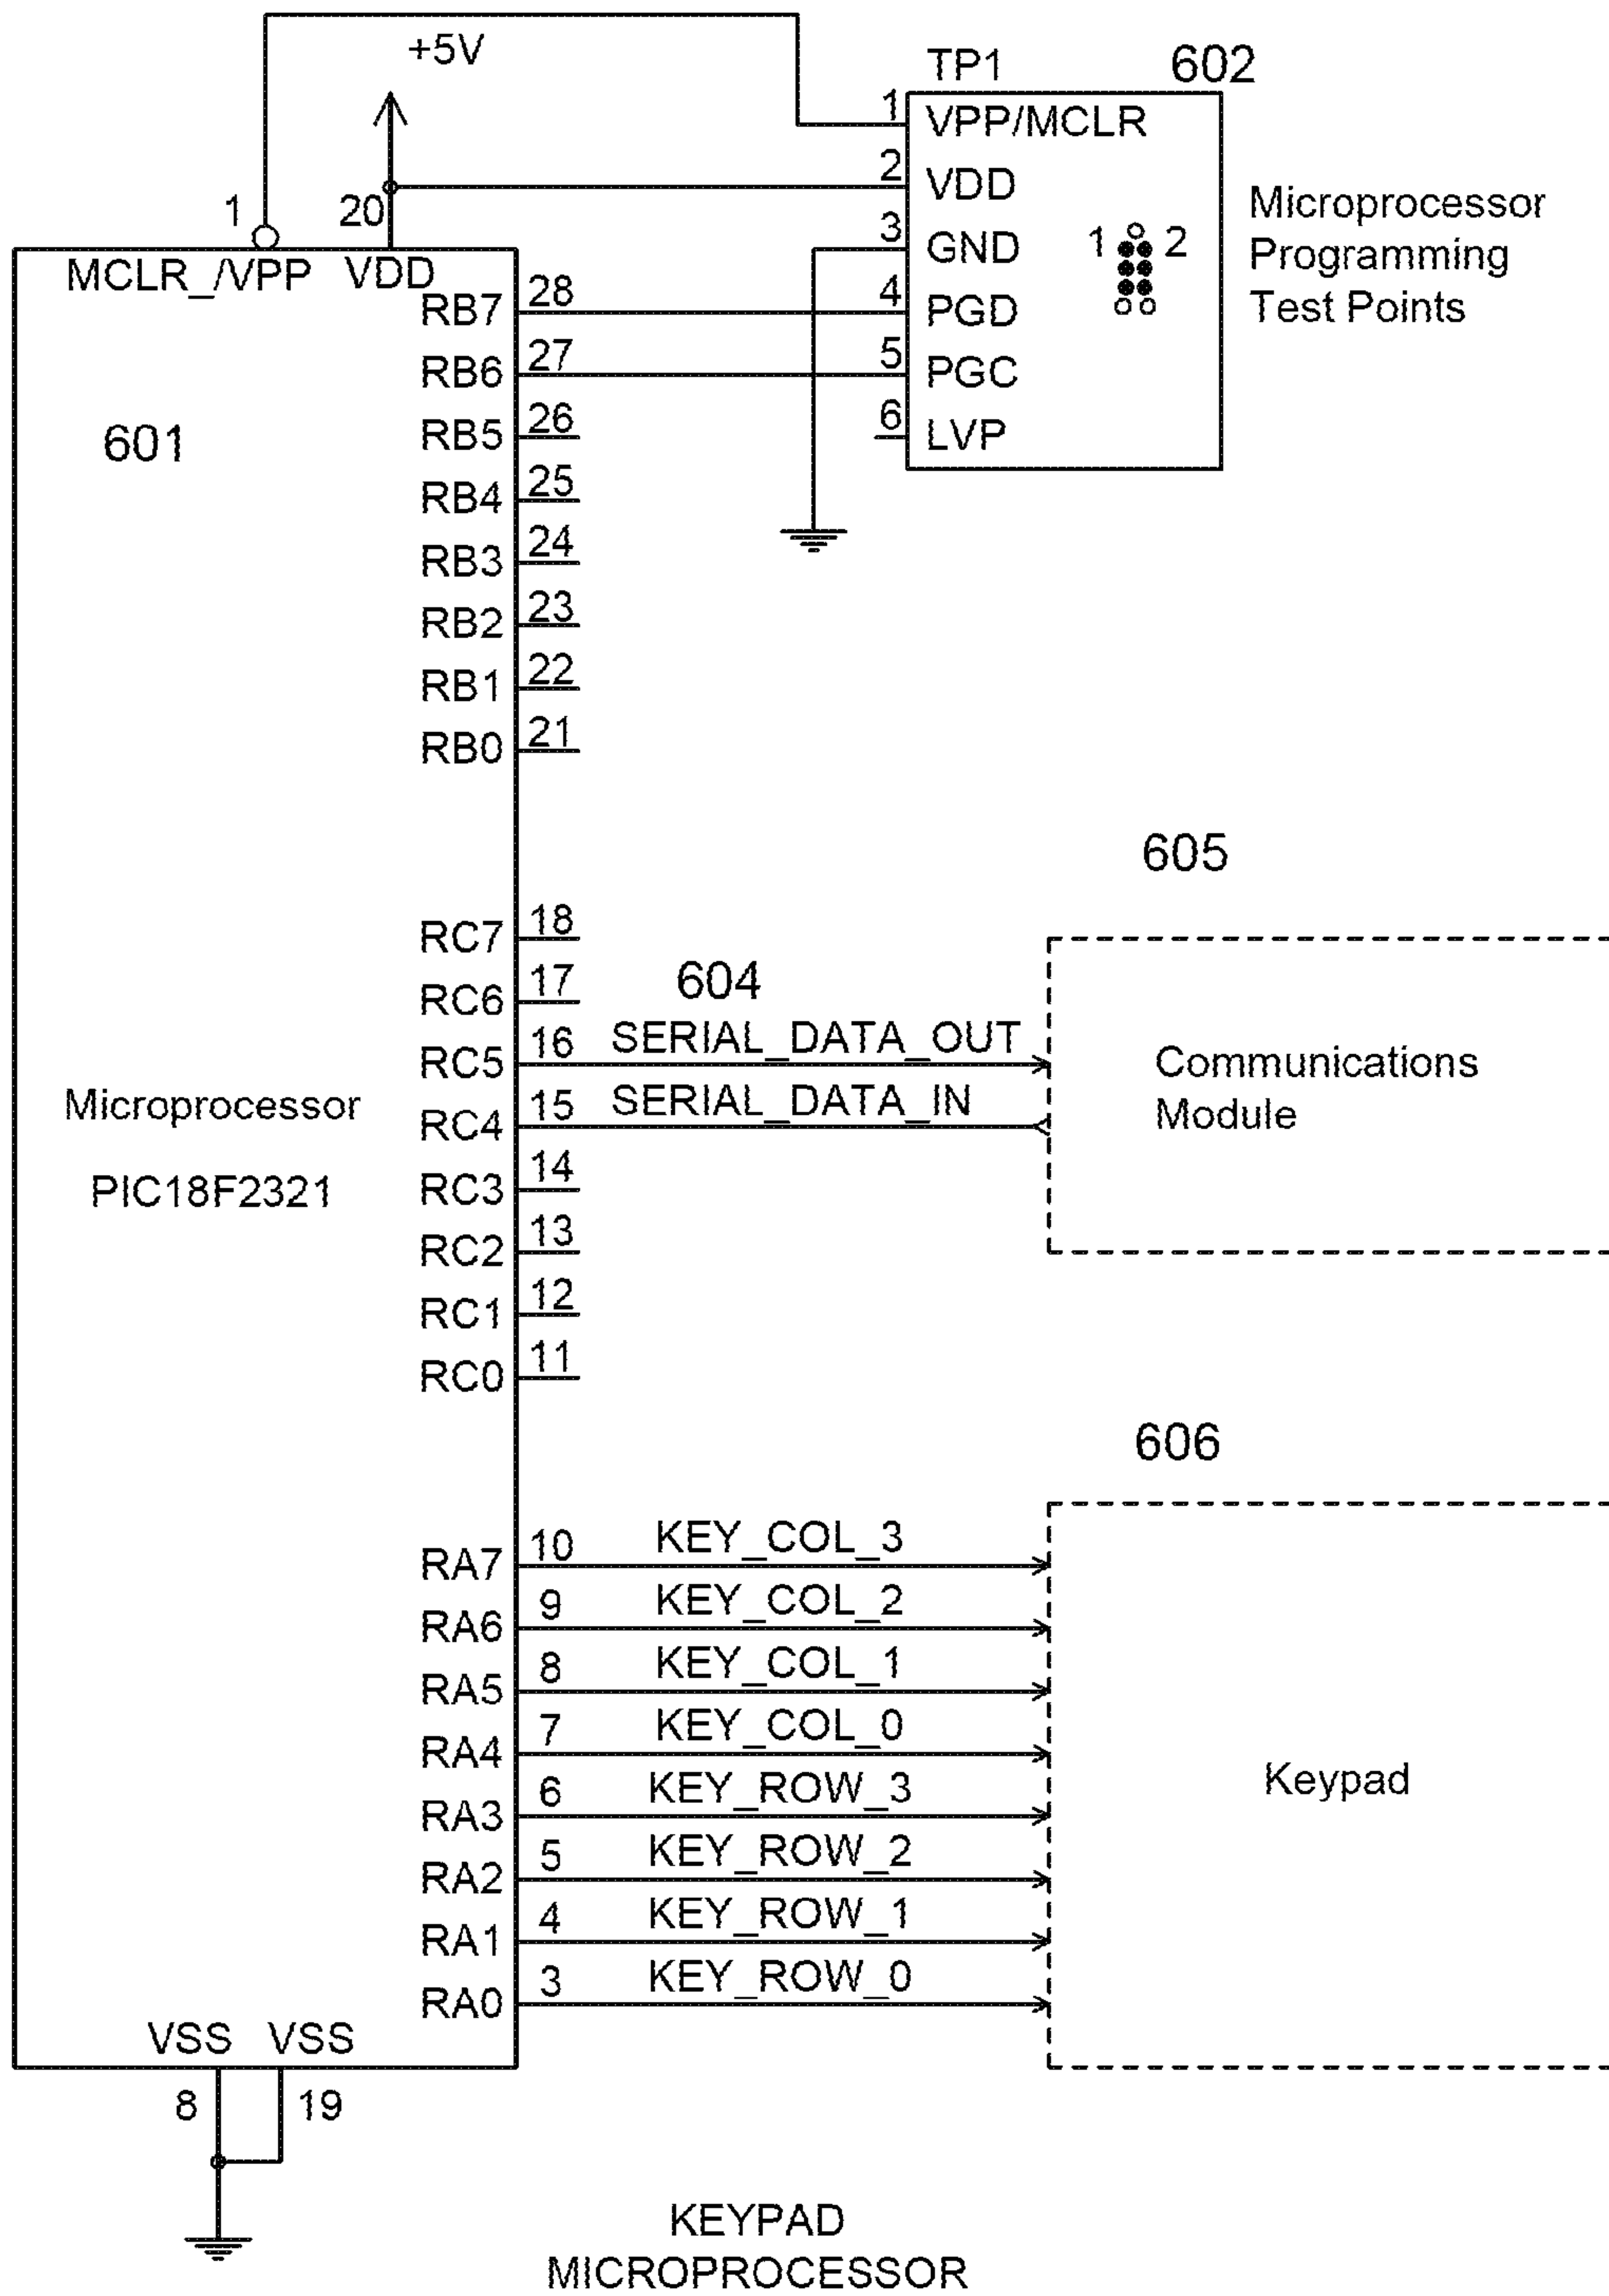 +5V
TP1
602
1 VPP/MCLR
2 VDD
3 GND
4 PGD
5 PGC
6 LVP
1 2
Microprocessor
Programming
Test Points
1 20
MCLR_/VPP VDD
RB7 28
RB6 27
RB5 26
RB4 25
RB3 24
RB2 23
RB1 22
RB0 21
601
605
RC7 18
RC6 17
604
RC5 16 SERIAL_DATA_OUT
RC4 15 SERIAL_DATA_IN
RC3 14
RC2 13
RC1 12
RC0 11
Communications
Module
Microprocessor
PIC18F2321
606
RA7 10 KEY_COL_3
RA6 9 KEY_COL_2
RA5 8 KEY_COL_1
RA4 7 KEY_COL_0
RA3 6 KEY_ROW_3
RA2 5 KEY_ROW_2
RA1 4 KEY_ROW_1
RA0 3 KEY_ROW_0
Keypad
VSS VSS
8 19
KEYPAD
MICROPROCESSOR